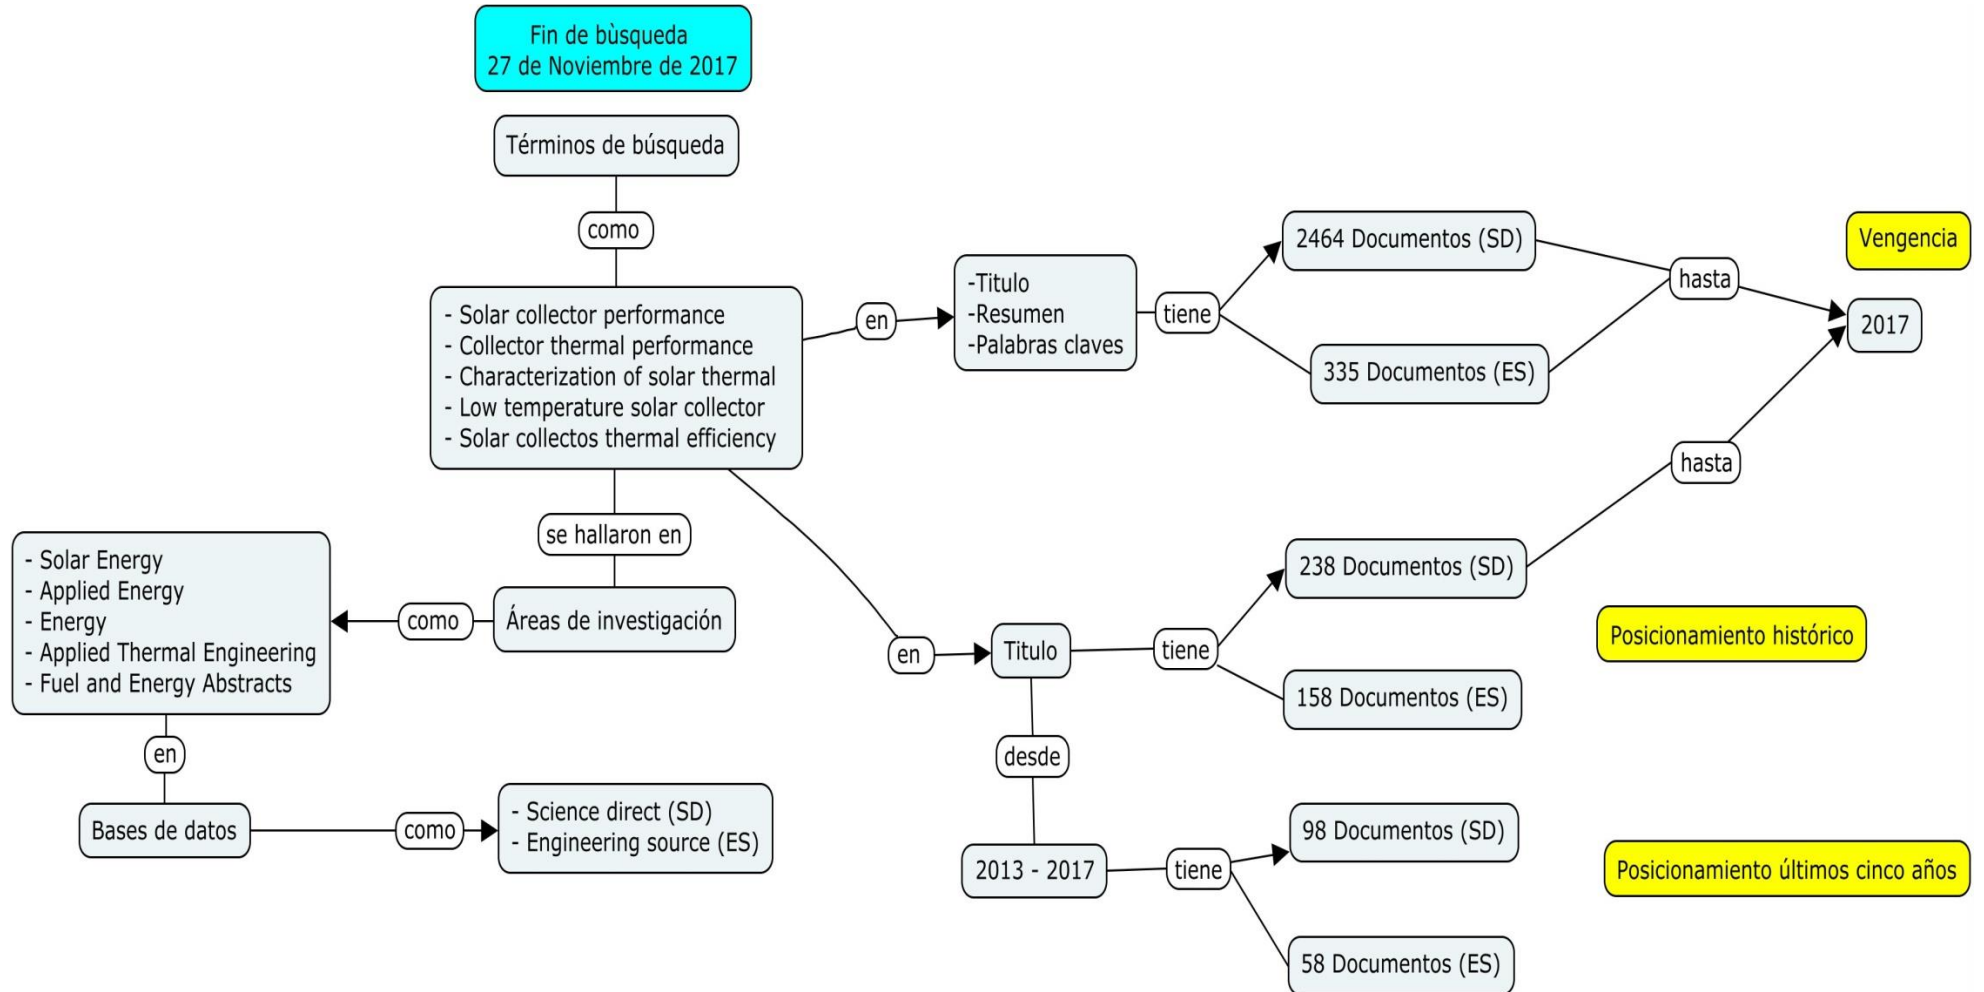 Fin de bùsqueda
27 de Noviembre de 2017
Términos de búsqueda
como
- Solar collector performance
- Collector thermal performance
- Characterization of solar thermal
- Low temperature solar collector
- Solar collectos thermal efficiency
en
-Titulo
-Resumen
-Palabras claves
tiene
2464 Documentos (SD)
335 Documentos (ES)
hasta
Vengencia
2017
hasta
se hallaron en
Áreas de investigación
como
- Solar Energy
- Applied Energy
- Energy
- Applied Thermal Engineering
- Fuel and Energy Abstracts
en
Bases de datos
como
- Science direct (SD)
- Engineering source (ES)
en
Titulo
tiene
238 Documentos (SD)
158 Documentos (ES)
Posicionamiento histórico
desde
2013 - 2017
tiene
98 Documentos (SD)
58 Documentos (ES)
Posicionamiento últimos cinco años